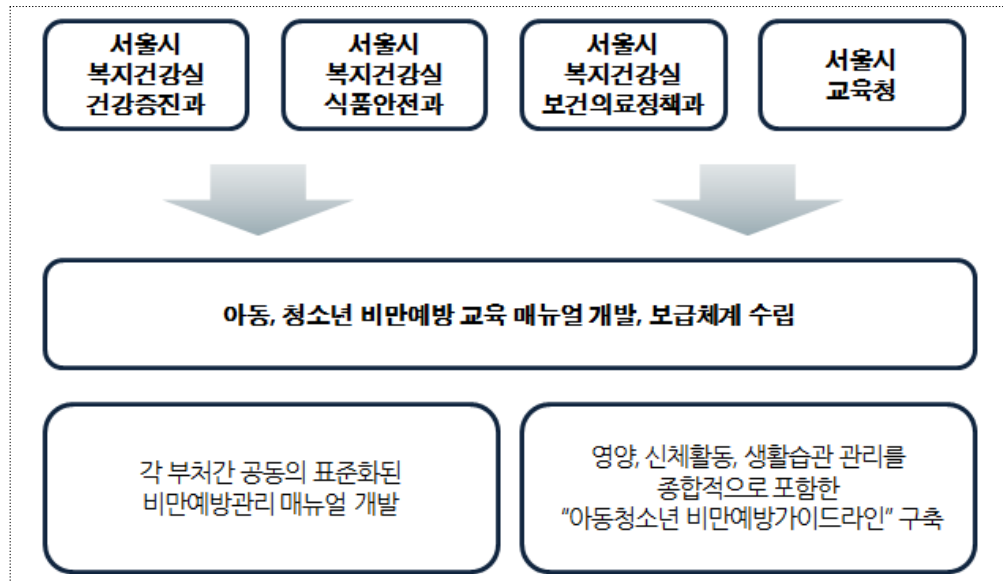 서울시
복지건강실
건강증진과
서울시
복지건강실
식품안전과
서울시
복지건강실
보건의료정책과
서울시
교육청
아동, 청소년 비만예방 교육 매뉴얼 개발, 보급체계 수립
각 부처간 공동의 표준화된
비만예방관리 매뉴얼 개발
영양, 신체활동, 생활습관 관리를
종합적으로 포함한
"아동청소년 비만예방가이드라인" 구축